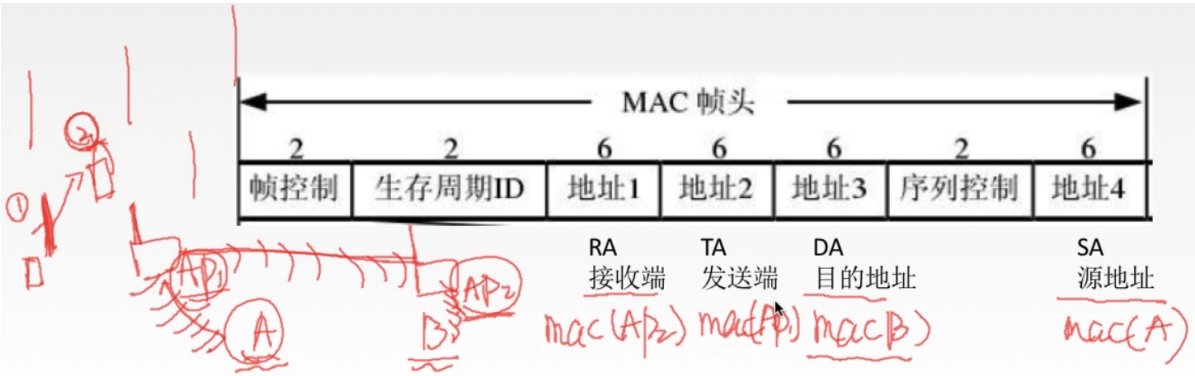 MAC 帧头
2 2 6 6 6 2 6
帧控制 生存周期ID 地址1 地址2 地址3 序列控制 地址4
RA TA DA SA
接收端 发送端 目的地址 源地址
mac(AP2) mac(AP1) mac(B) mac(A)
①
②
AP1
AP2
A
B